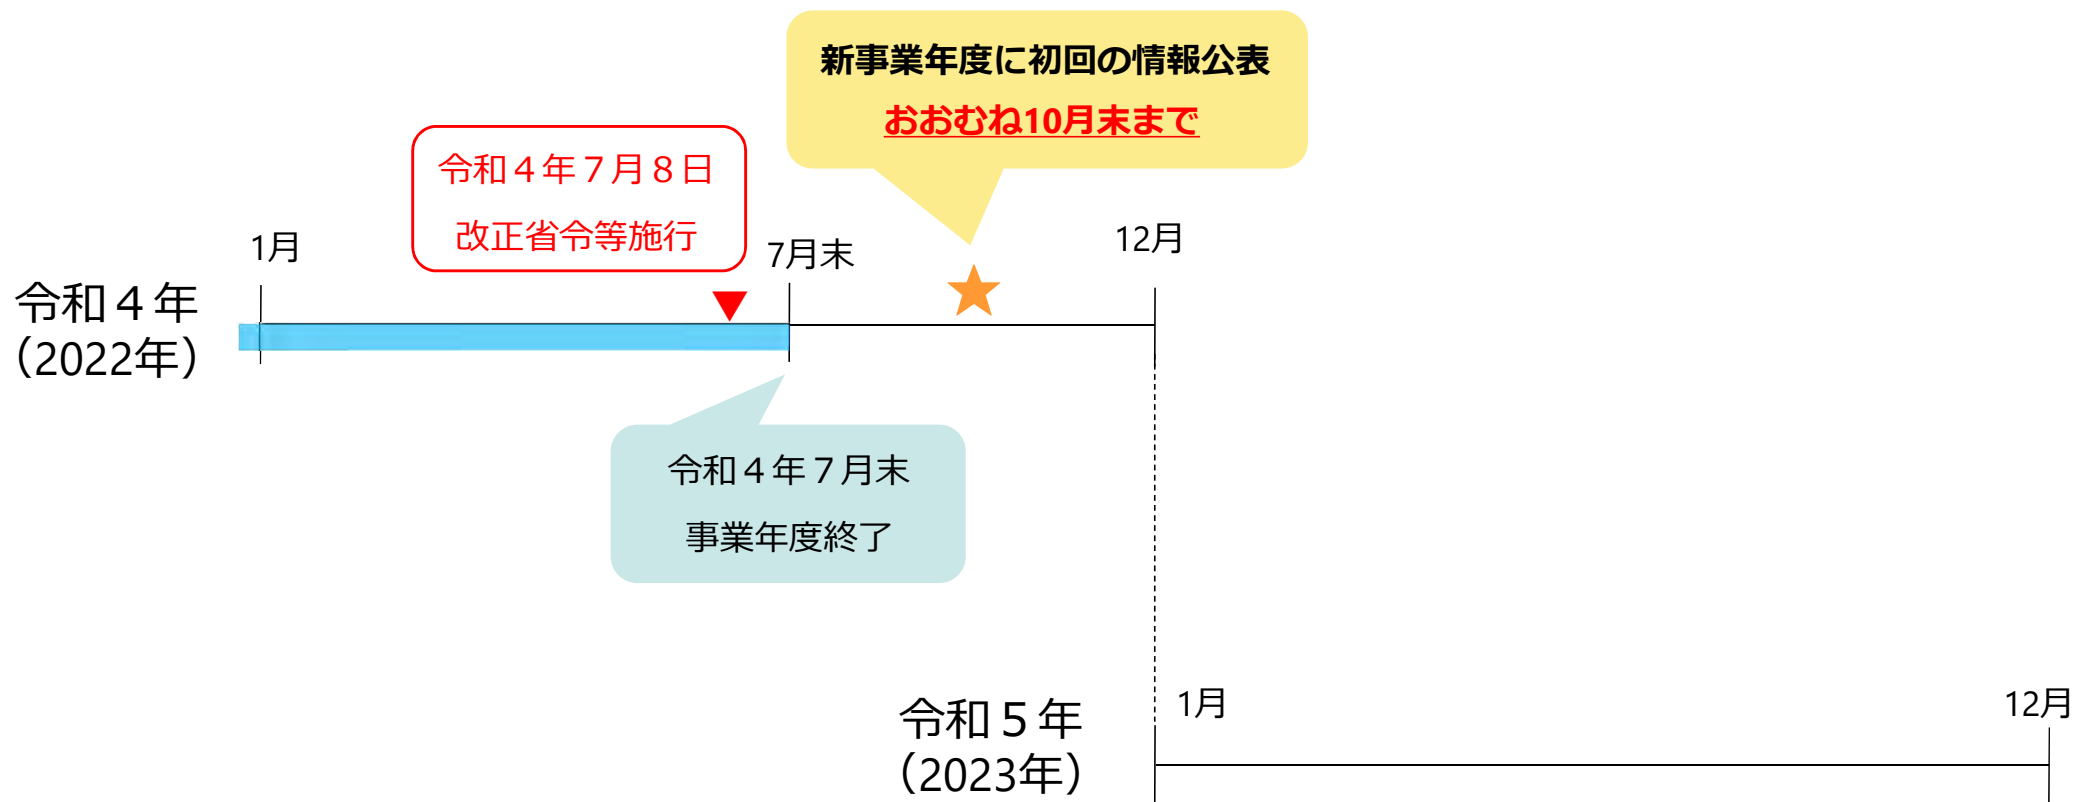 新事業年度に初回の情報公表
おおむね10月末まで
令和４年７月８日
改正省令等施行
1月
7月末
12月
令和４年
（2022年）
令和４年７月末
事業年度終了
令和５年
（2023年）
1月
12月